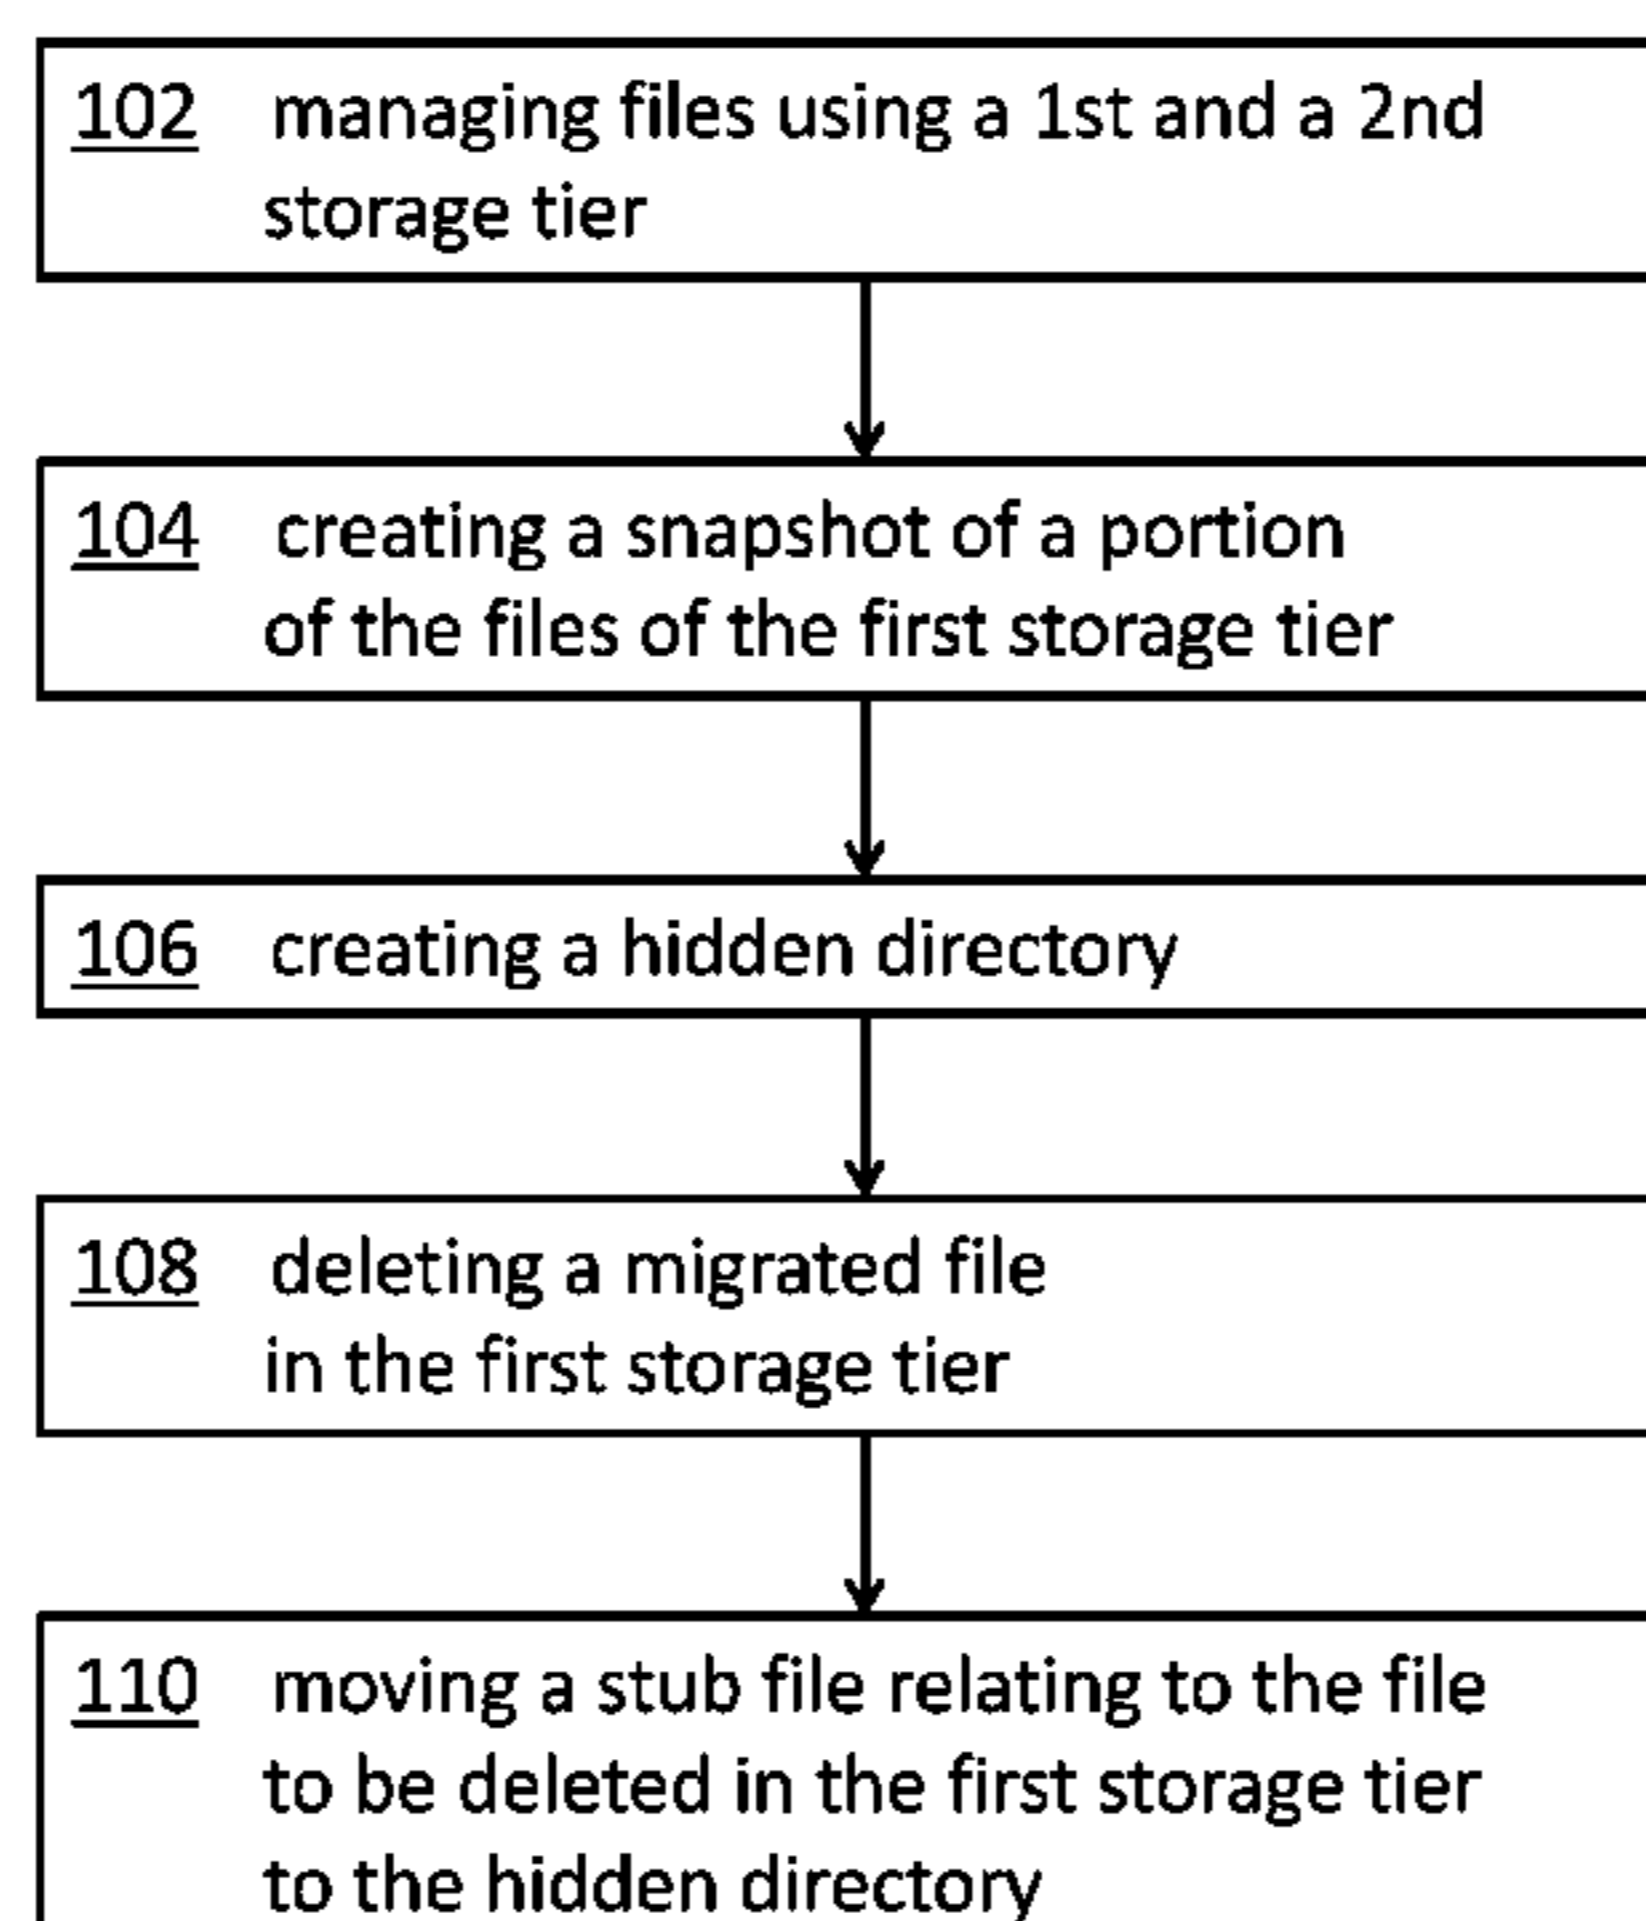 102 managing files using a 1st and a 2nd
storage tier
104 creating a snapshot of a portion
of the files of the first storage tier
106 creating a hidden directory
108 deleting a migrated file
in the first storage tier
110 moving a stub file relating to the file
to be deleted in the first storage tier
to the hidden directory